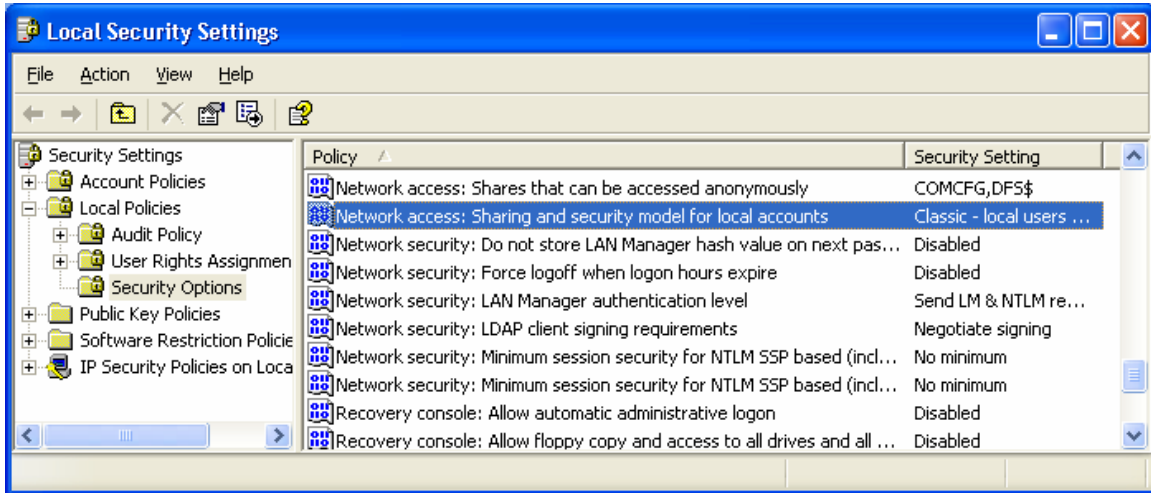 Local Security Settings
File Action View Help
Security Settings
Account Policies
Local Policies
Audit Policy
User Rights Assignmen
Security Options
Public Key Policies
Software Restriction Policie
IP Security Policies on Loca
Policy Security Setting
Network access: Shares that can be accessed anonymously COMCFG,DFS$
Network access: Sharing and security model for local accounts Classic - local users ...
Network security: Do not store LAN Manager hash value on next pas... Disabled
Network security: Force logoff when logon hours expire Disabled
Network security: LAN Manager authentication level Send LM & NTLM re...
Network security: LDAP client signing requirements Negotiate signing
Network security: Minimum session security for NTLM SSP based (incl... No minimum
Network security: Minimum session security for NTLM SSP based (incl... No minimum
Recovery console: Allow automatic administrative logon Disabled
Recovery console: Allow floppy copy and access to all drives and all ... Disabled